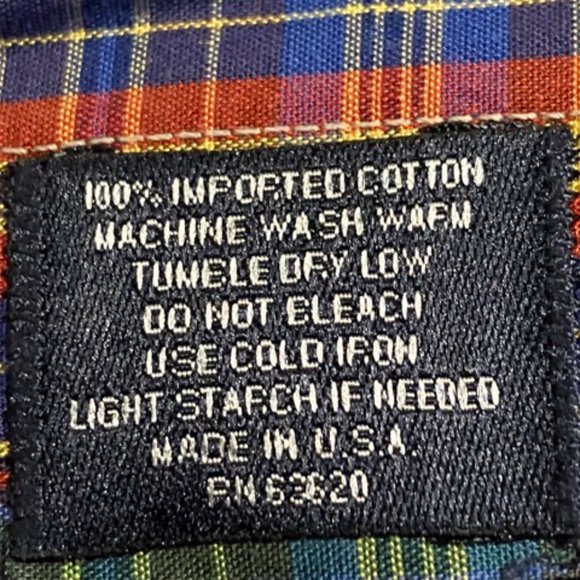 100% IMPORTED COTTON
MACHINE WASH WARM
TUMBLE DRY LOW
DO NOT BLEACH
USE COLD IRON
LIGHT STARCH IF NEEDED
MADE IN U.S.A.
RN 63620